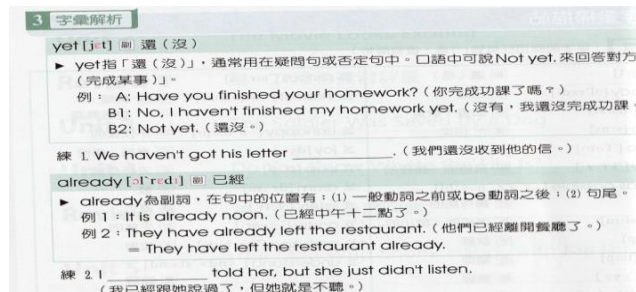 3 字彙解析
yet [jɛt] 副 還（沒）
► yet指「還（沒）」，通常用在疑問句或否定句中。口語中可說Not yet. 來回答對方
（完成某事）」。
例： A: Have you finished your homework?（你完成功課了嗎？）
B1: No, I haven't finished my homework yet.（沒有，我還沒完成功課。
B2: Not yet.（還沒。）
練 1. We haven't got his letter ________.（我們還沒收到他的信。）
already [ɔlˋrɛdɪ] 副 已經
► already為副詞，在句中的位置有：(1) 一般動詞之前或be動詞之後；(2) 句尾。
例 1：It is already noon.（已經中午十二點了。）
例 2：They have already left the restaurant.（他們已經離開餐廳了。）
= They have left the restaurant already.
練 2. I ________ told her, but she just didn't listen.
（我已經跟她說過了，但她就是不聽。）